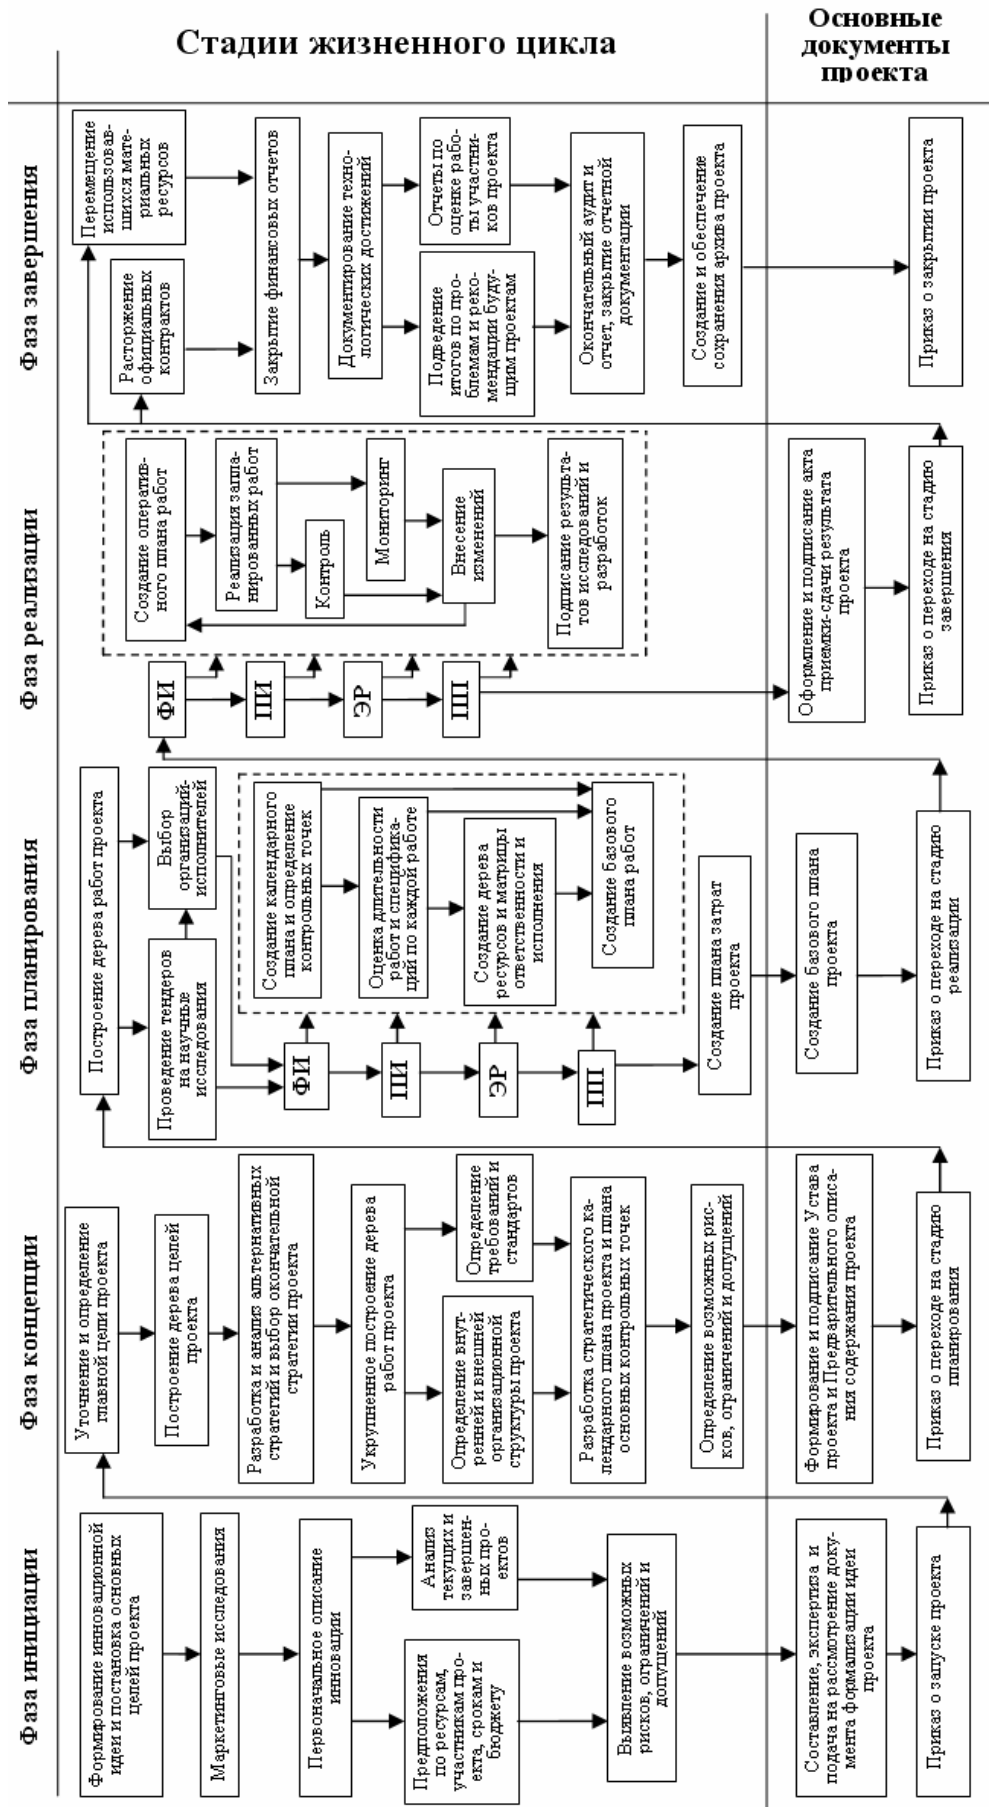 Стадии жизненного цикла
Основные
документы
проекта
Фаза инициации
Формирование инновационной
идеи и постановка основных
целей проекта
Маркетинговые исследования
Первоначальное описание
инновации
Предположения
по ресурсам,
участникам про-
екта, срокам и
бюджету
Анализ
текущих и
завершен-
ных про-
ектов
Выявление возможных
рисков, ограничений и
допущений
Составление, экспертиза и
подача на рассмотрение доку-
мента формализации идеи
проекта
Приказ о запуске проекта
Фаза концепции
Уточнение и определение
главной цели проекта
Построение дерева целей
проекта
Разработка и анализ альтернативных
стратегий и выбор окончательной
стратегии проекта
Укрупненное построение дерева
работ проекта
Определение внут-
ренней и внешней
организационной
структуры проекта
Определение
требований и
стандартов
Разработка стратегического ка-
лендарного плана проекта и плана
основных контрольных точек
Определение возможных рис-
ков, ограничений и допущений
Формирование и подписание Устава
проекта и Предварительного описа-
ния содержания проекта
Приказ о переходе на стадию
планирования
Фаза планирования
Построение дерева работ проекта
Проведение тендеров
на научные
исследования
Выбор
организаций-
исполнителей
ФИ
ПИ
ЭР
ПП
Создание календарного
плана и определение
контрольных точек
Оценка длительности
работ и специфика-
ций по каждой работе
Создание дерева
ресурсов и матрицы
ответственности и
исполнения
Создание базового
плана работ
Создание плана затрат
проекта
Создание базового плана
проекта
Приказ о переходе на стадию
реализации
Фаза реализации
ФИ
ПИ
ЭР
ПП
Создание оператив-
ного плана работ
Реализация запла-
нированных работ
Контроль
Мониторинг
Внесение
изменений
Подписание результа-
тов исследований и
разработок
Оформление и подписание акта
приемки-сдачи результата
проекта
Приказ о переходе на стадию
завершения
Фаза завершения
Расторжение
официальных
контрактов
Перемещение
использовав-
шихся мате-
риальных
ресурсов
Закрытие финансовых отчетов
Документирование техно-
логических достижений
Подведение
итогов по про-
блемам и реко-
мендации буду-
щим проектам
Отчеты по
оценке рабо-
ты участни-
ков проекта
Окончательный аудит и
отчет, закрытие отчетной
документации
Создание и обеспечение
сохранения архива проекта
Приказ о закрытии проекта